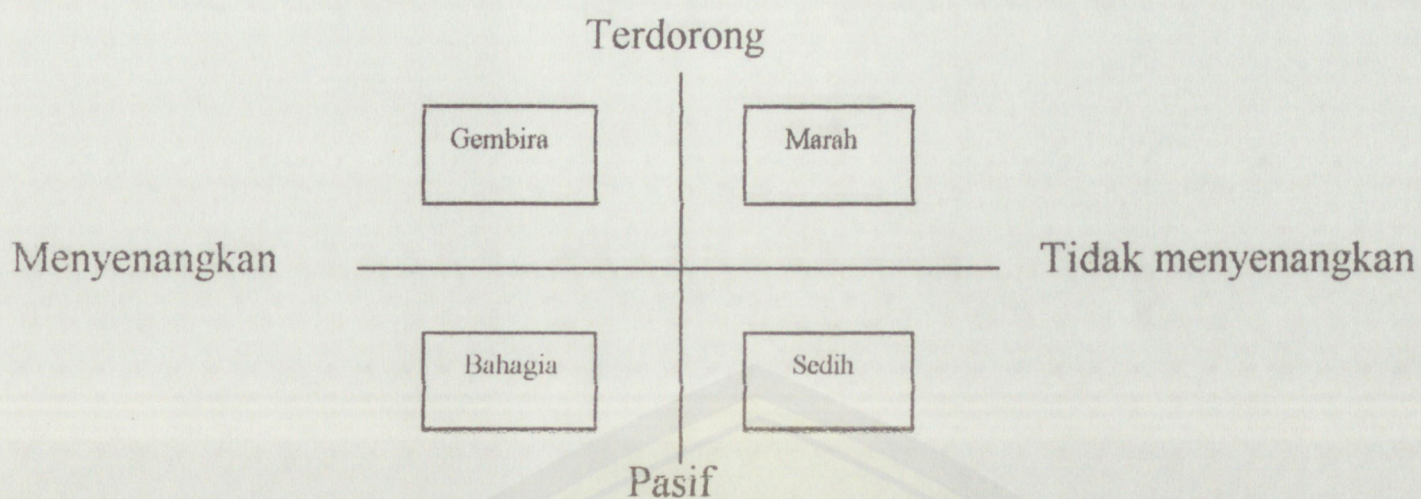 Terdorong
Gembira
Marah
Menyenangkan
Tidak menyenangkan
Bahagia
Sedih
Pasif